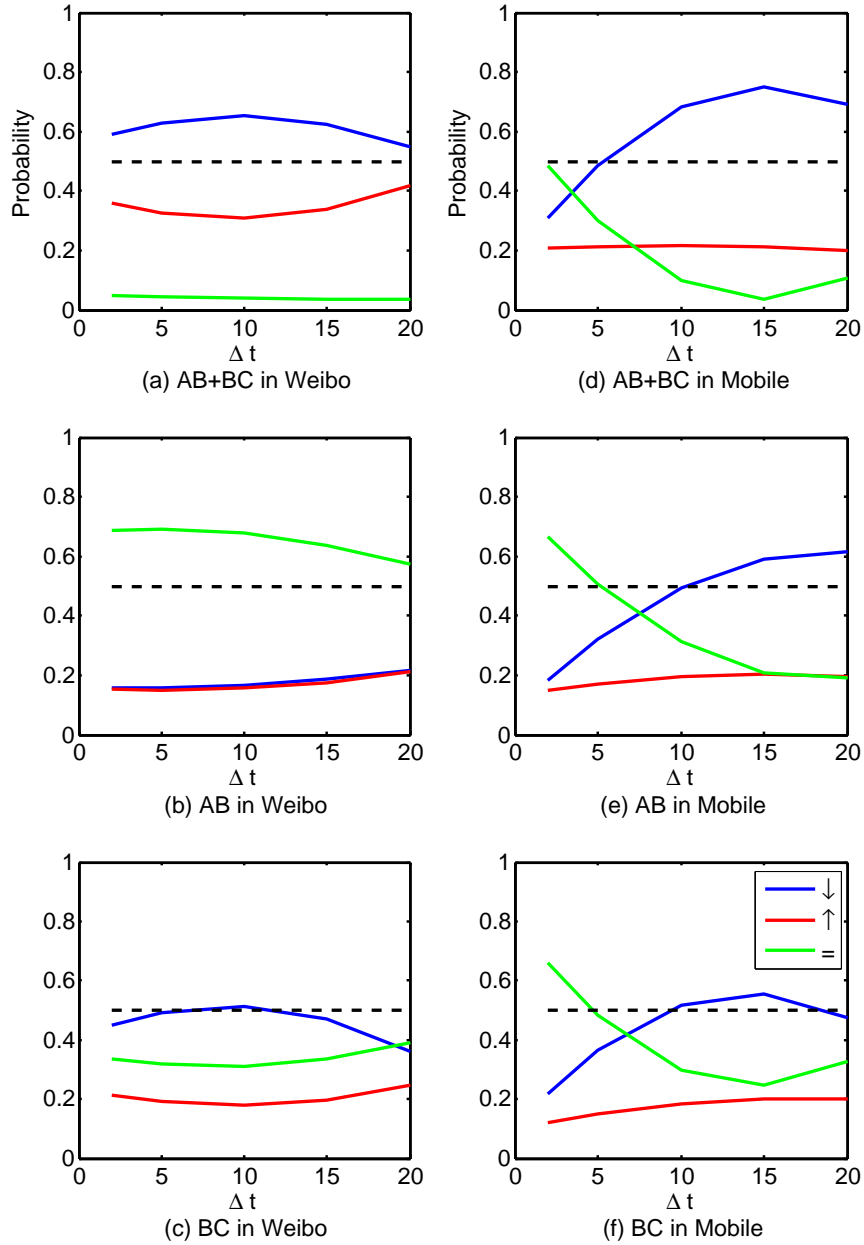 1
0.8
0.6
0.4
0.2
0
Probability
0 5 10 15 20
Δ t
(a) AB+BC in Weibo
1
0.8
0.6
0.4
0.2
0
Probability
0 5 10 15 20
Δ t
(d) AB+BC in Mobile
1
0.8
0.6
0.4
0.2
0
0 5 10 15 20
Δ t
(b) AB in Weibo
1
0.8
0.6
0.4
0.2
0
0 5 10 15 20
Δ t
(e) AB in Mobile
1
0.8
0.6
0.4
0.2
0
0 5 10 15 20
Δ t
(c) BC in Weibo
1
0.8
0.6
0.4
0.2
0
↓
↑
=
0 5 10 15 20
Δ t
(f) BC in Mobile